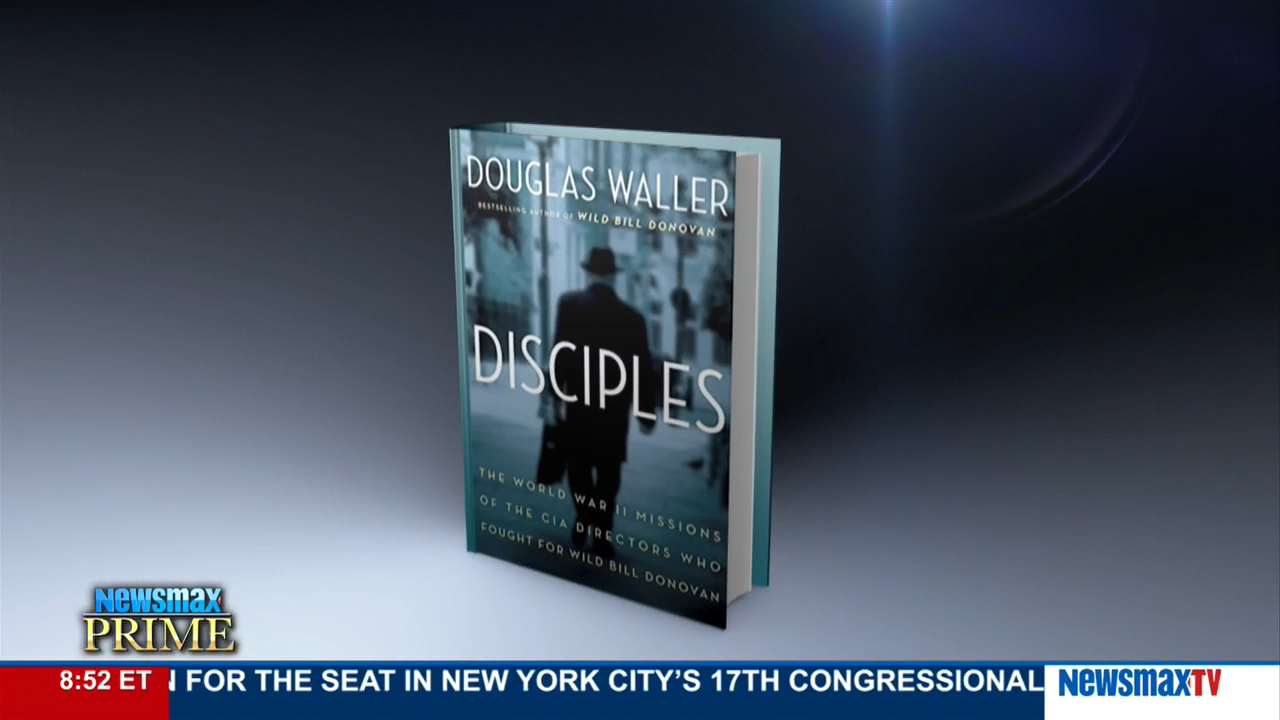 DOUGLAS WALLER
BESTSELLING AUTHOR OF WILD BILL DONOVAN
DISCIPLES
THE WORLD WAR II MISSIONS
OF THE CIA DIRECTORS WHO
FOUGHT FOR WILD BILL DONOVAN
Newsmax
PRIME
8:52 ET N FOR THE SEAT IN NEW YORK CITY'S 17TH CONGRESSIONAL NEWSMAXTV